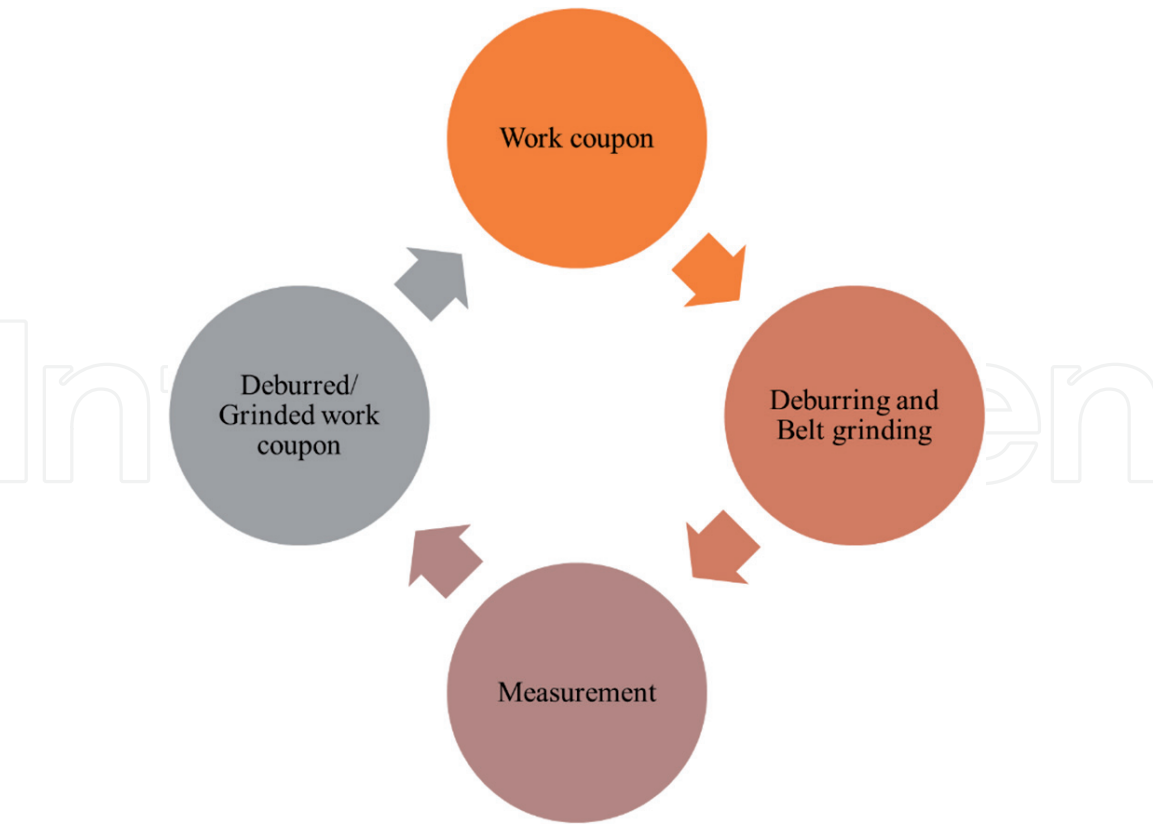 Work coupon
Deburring and
Belt grinding
Measurement
Deburred/
Grinded work
coupon